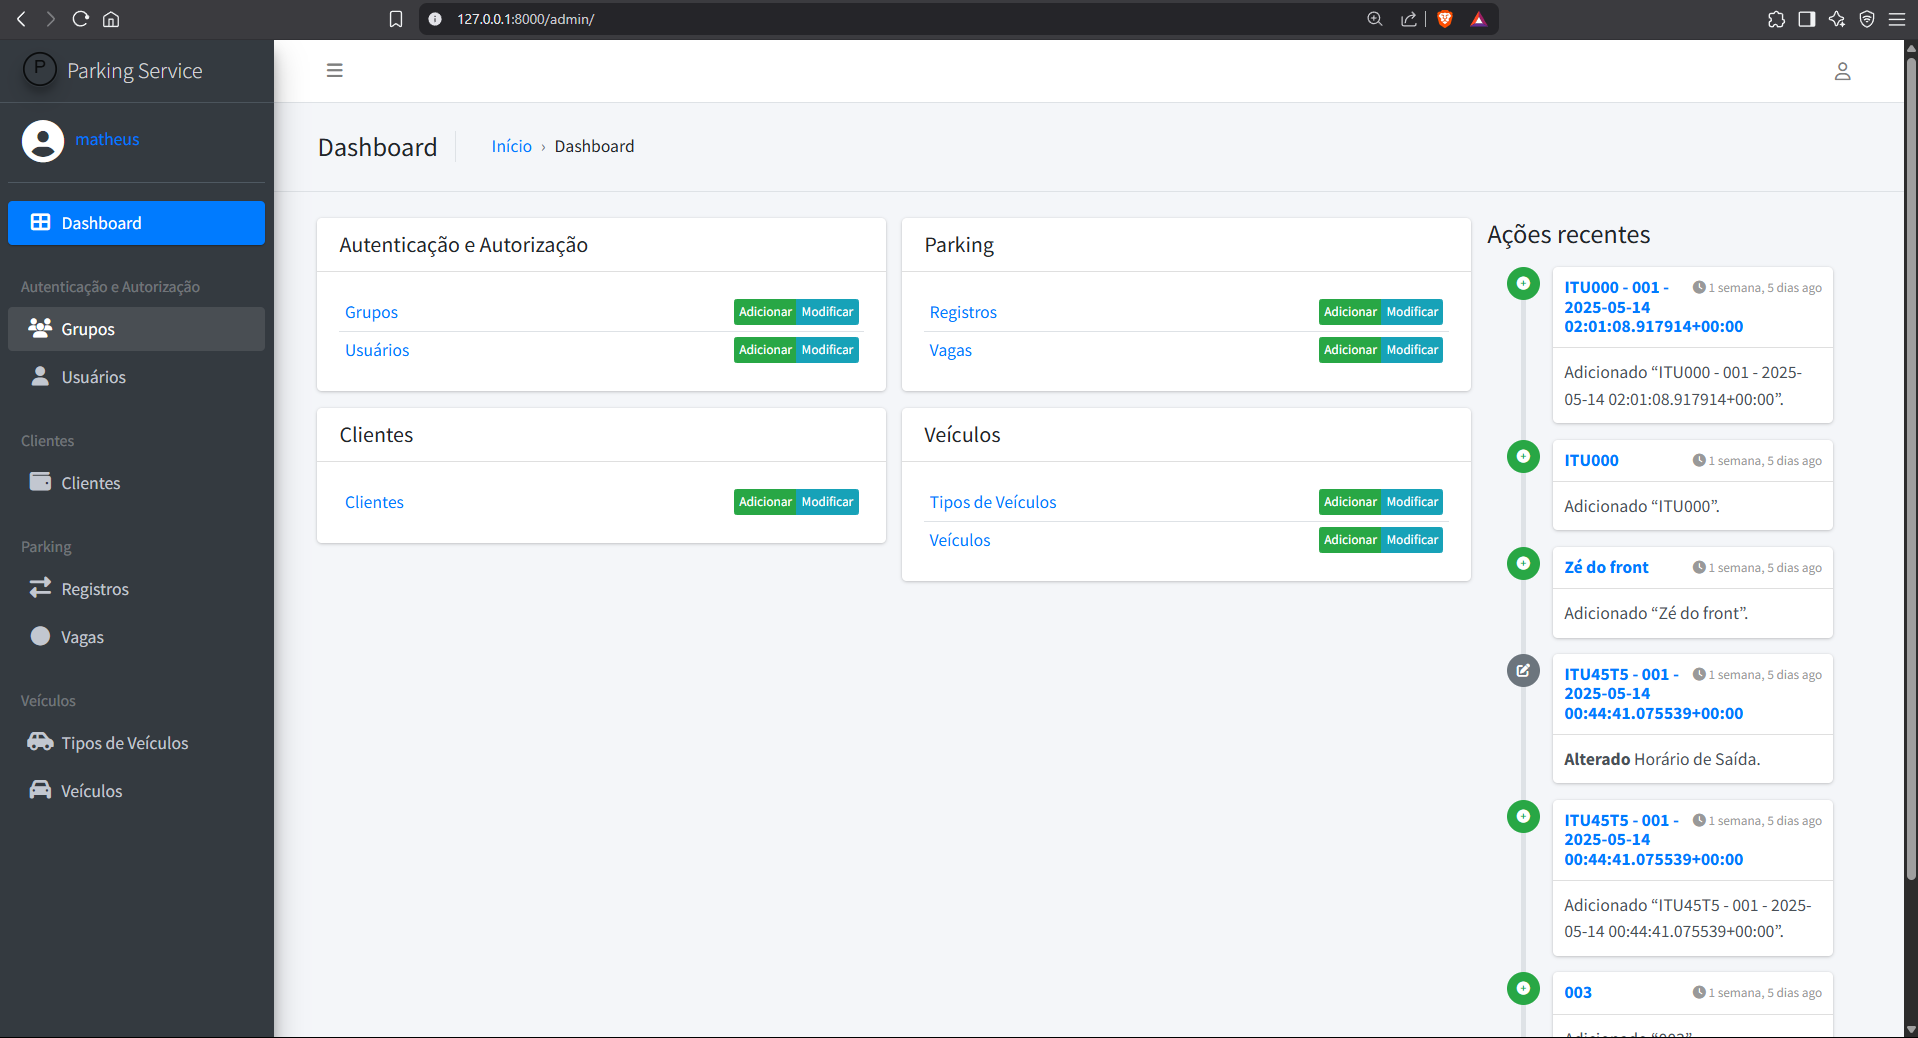 127.0.0.1:8000/admin/
P
Parking Service
matheus
Dashboard
Autenticação e Autorização
Grupos
Usuários
Clientes
Clientes
Parking
Registros
Vagas
Veículos
Tipos de Veículos
Veículos
Dashboard
Início › Dashboard
Autenticação e Autorização
Grupos Adicionar Modificar
Usuários Adicionar Modificar
Clientes
Clientes Adicionar Modificar
Parking
Registros Adicionar Modificar
Vagas Adicionar Modificar
Veículos
Tipos de Veículos Adicionar Modificar
Veículos Adicionar Modificar
Ações recentes
ITU000 - 001 - 1 semana, 5 dias ago
2025-05-14
02:01:08.917914+00:00
Adicionado “ITU000 - 001 - 2025-
05-14 02:01:08.917914+00:00”.
ITU000 1 semana, 5 dias ago
Adicionado “ITU000”.
Zé do front 1 semana, 5 dias ago
Adicionado “Zé do front”.
ITU45T5 - 001 - 1 semana, 5 dias ago
2025-05-14
00:44:41.075539+00:00
Alterado Horário de Saída.
ITU45T5 - 001 - 1 semana, 5 dias ago
2025-05-14
00:44:41.075539+00:00
Adicionado “ITU45T5 - 001 - 2025-
05-14 00:44:41.075539+00:00”.
003 1 semana, 5 dias ago